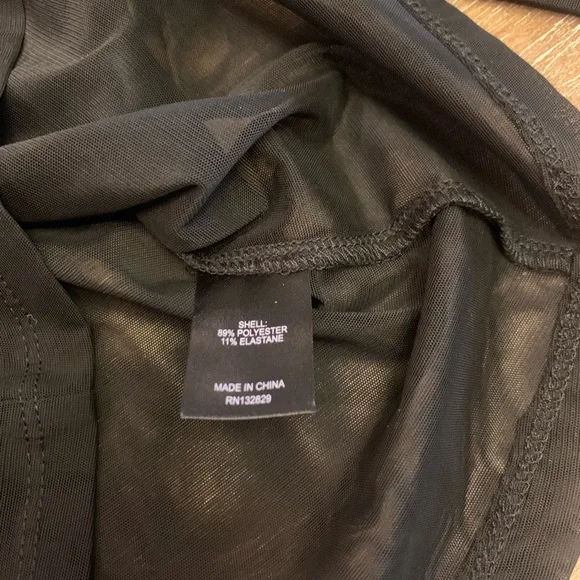 SHELL:
89% POLYESTER
11% ELASTANE
MADE IN CHINA
RN132829